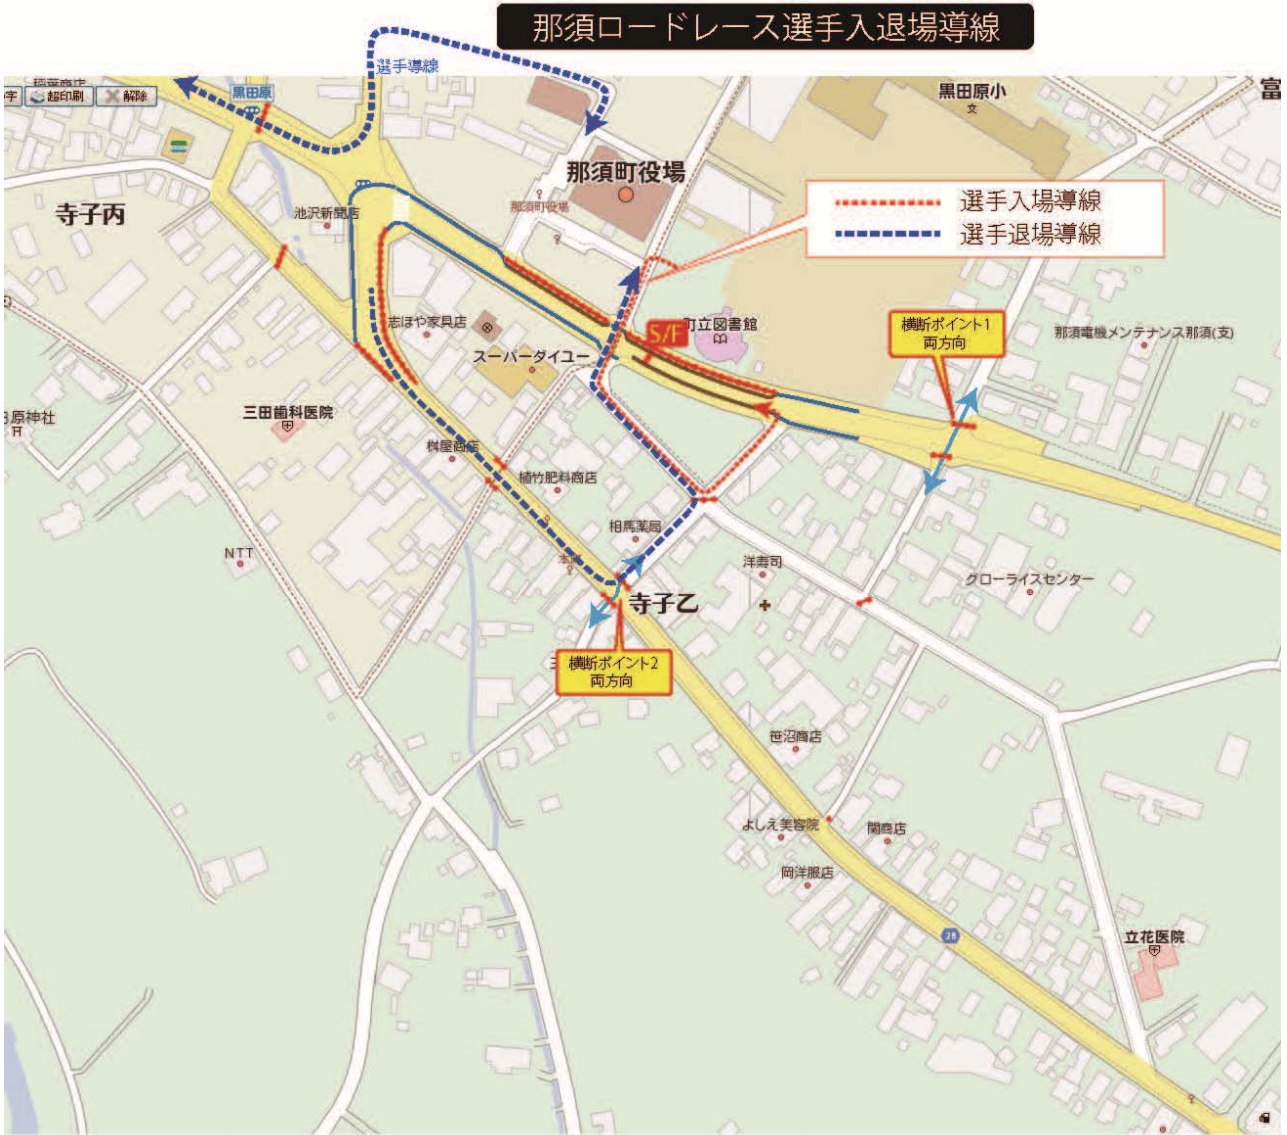 那須ロードレース選手入退場導線
選手導線
超印刷
解除
黒田原
黒田原小
文
富
寺子丙
池沢新聞店
那須町役場
那須町役場
選手入場導線
選手退場導線
志ほや家具店
スーパーダイユー
S/F
町立図書館
横断ポイント1
両方向
那須電機メンテナンス那須(支)
三田歯科医院
桝屋商店
植竹肥料商店
相馬薬局
NTT
洋寿司
グローライスセンター
寺子乙
横断ポイント2
両方向
笹沼商店
よしえ美容院
関商店
岡洋服店
28
立花医院